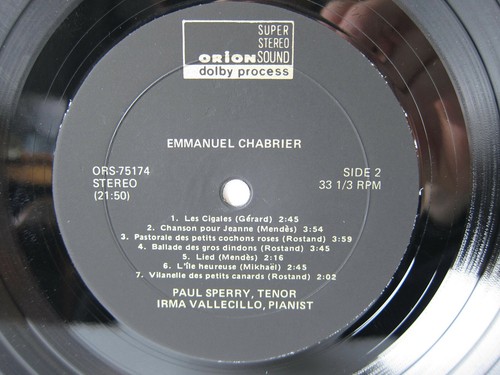 SUPER
STEREO
orion SOUND
dolby process
EMMANUEL CHABRIER
ORS-75174
STEREO
(21:50)
SIDE 2
33 1/3 RPM
1. Les Cigales (Gérard) 2:45
2. Chanson pour Jeanne (Mendès) 3:54
3. Pastorale des petits cochons roses (Rostand) 3:59
4. Ballade des gros dindons (Rostand) 3:45
5. Lied (Mendès) 2:16
6. L'île heureuse (Mikhaël) 2:45
7. Vilanelle des petits canards (Rostand) 2:02
PAUL SPERRY, TENOR
IRMA VALLECILLO, PIANIST